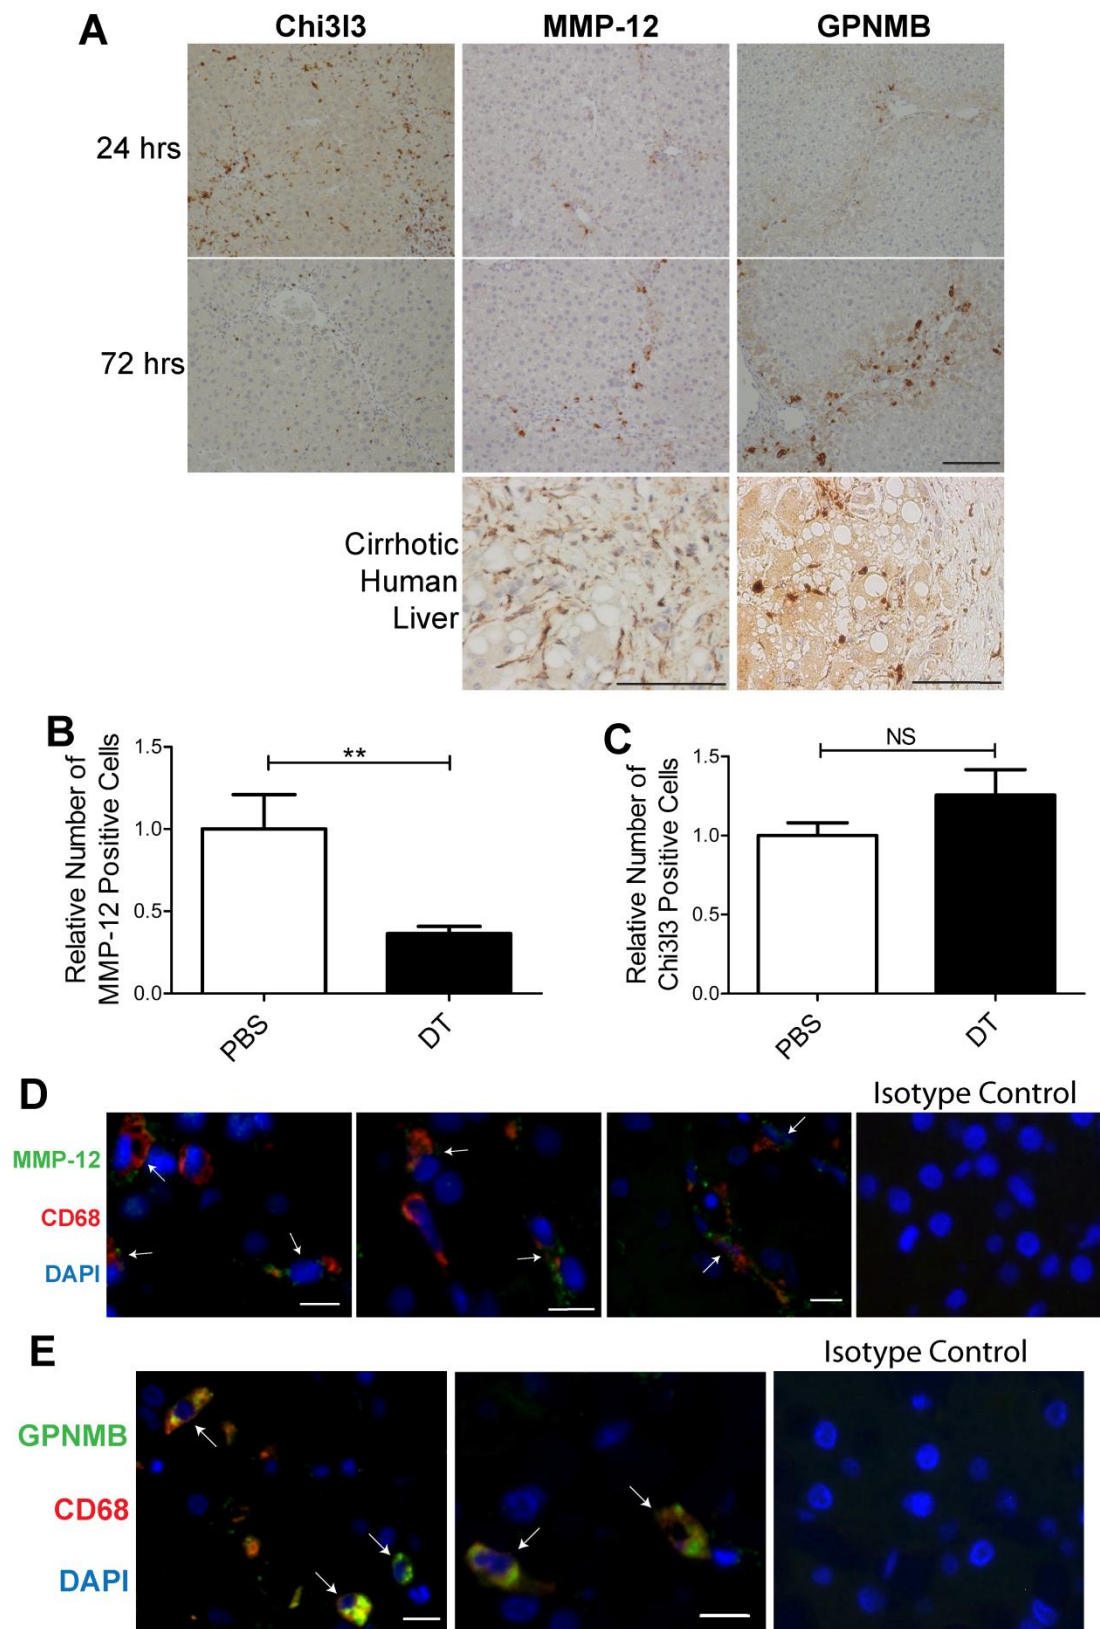 A
Chi3l3 MMP-12 GPNMB
24 hrs
72 hrs
Cirrhotic
Human
Liver
B
Relative Number of
MMP-12 Positive Cells
1.5
1.0
0.5
0.0
**
PBS DT
C
Relative Number of
Chi3l3 Positive Cells
1.5
1.0
0.5
0.0
NS
PBS DT
D
Isotype Control
MMP-12
CD68
DAPI
E
Isotype Control
GPNMB
CD68
DAPI